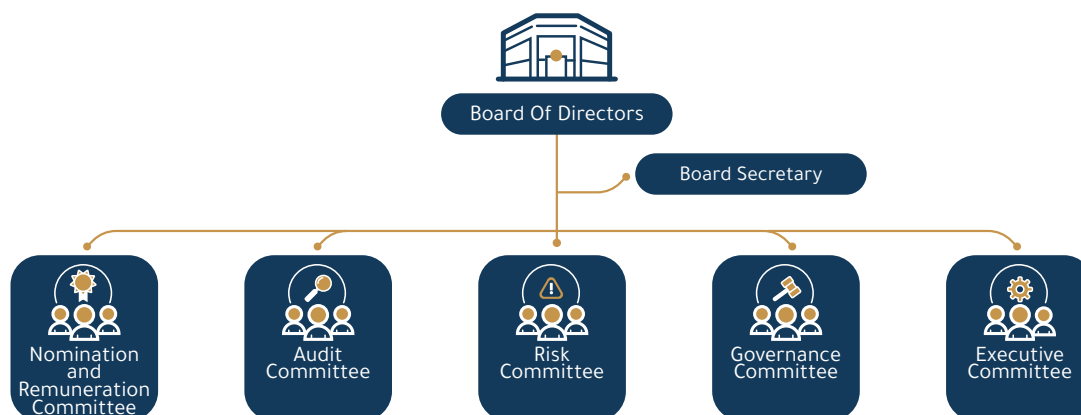 Board Of Directors
Board Secretary
Nomination
and
Remuneration
Committee
Audit
Committee
Risk
Committee
Governance
Committee
Executive
Committee